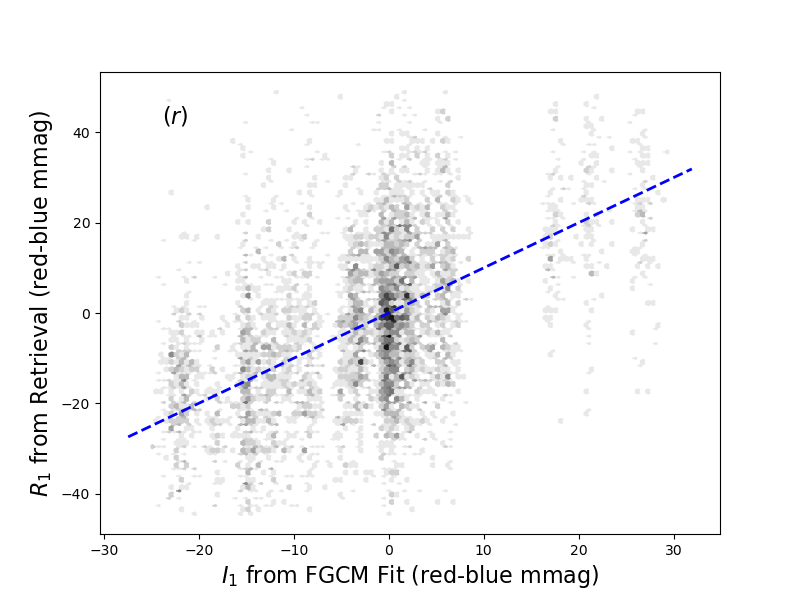 (r)
40
20
0
−20
−40
R₁ from Retrieval (red-blue mmag)
−30 −20 −10 0 10 20 30
I₁ from FGCM Fit (red-blue mmag)